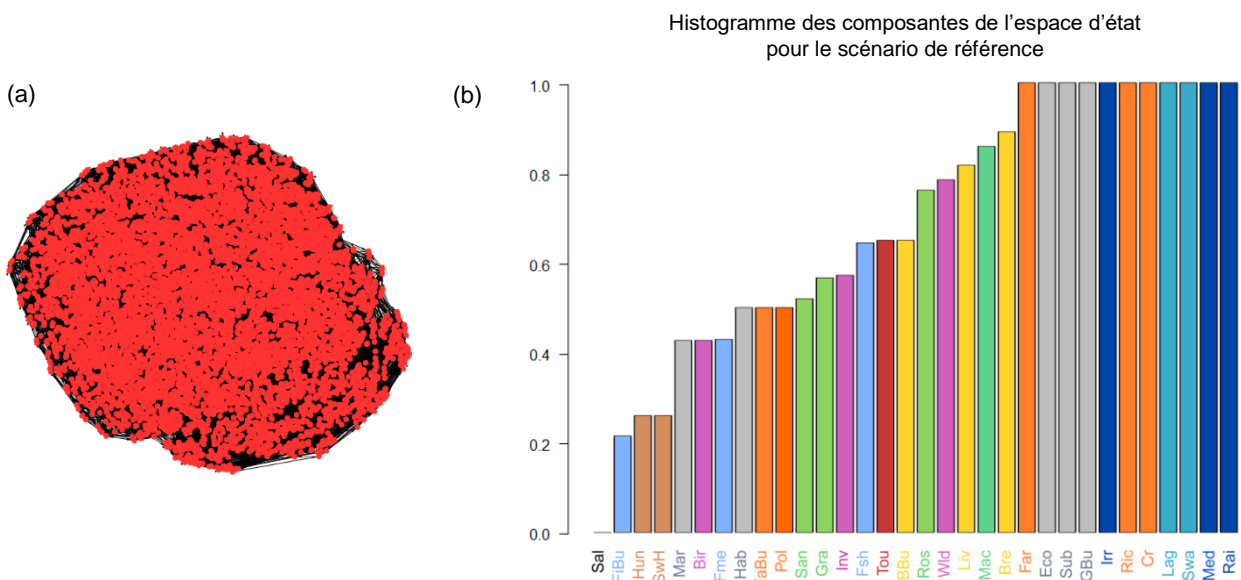 Histogramme des composantes de l'espace d'état
pour le scénario de référence
(a)
(b)
1.0
0.8
0.6
0.4
0.2
0.0
Sal
FiBu
Hun
SwH
Mar
Bir
Fme
Hab
Pol
San
Gra
Inv
Fsh
Tou
BBu
Ros
Wld
Liv
Mac
Bre
Far
Eco
Sub
GBu
Irr
Ric
Cr
Lag
Swa
Med
Rai